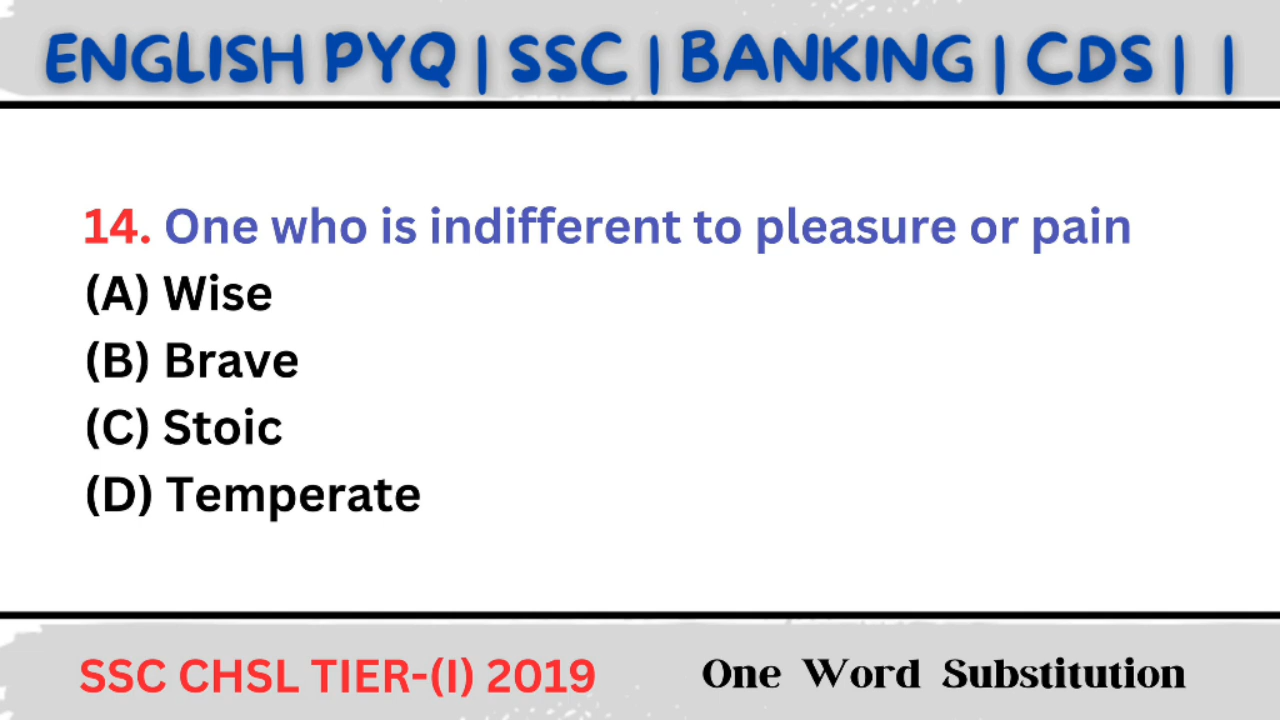 ENGLISH PYQ | SSC | BANKING | CDS | |
14. One who is indifferent to pleasure or pain
(A) Wise
(B) Brave
(C) Stoic
(D) Temperate
SSC CHSL TIER-(I) 2019 One Word Substitution